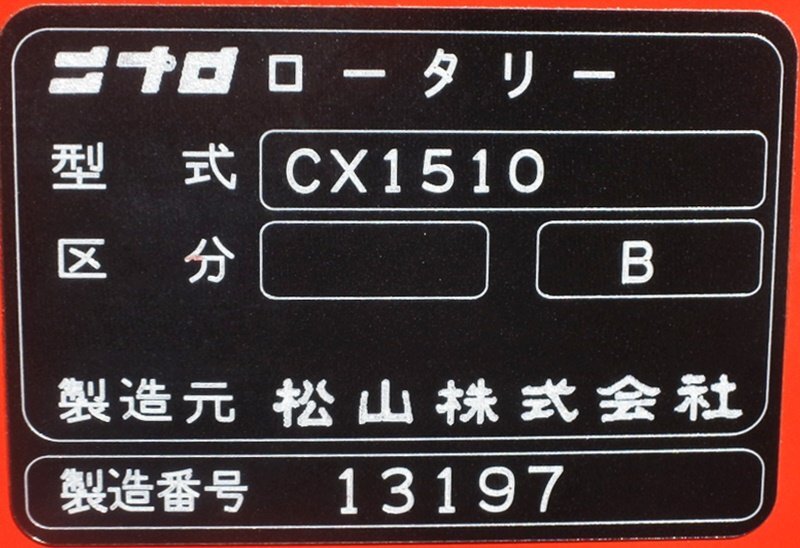 ニプロ ロータリー
型式 CX1510
区分 B
製造元 松山株式会社
製造番号 13197